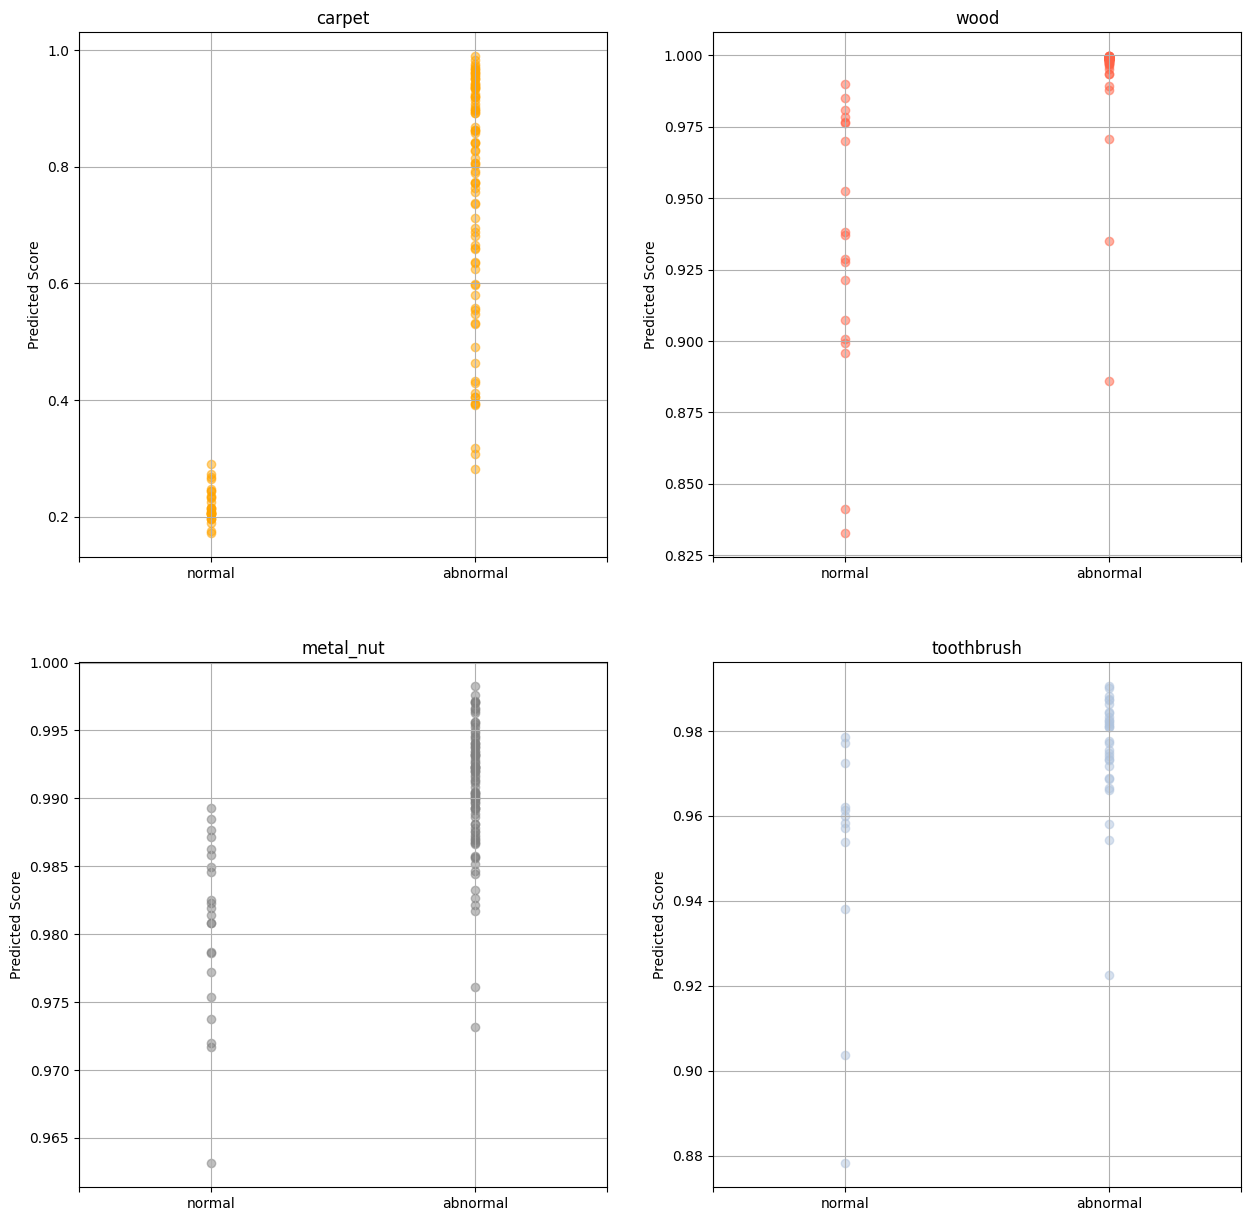 carpet
wood
1.0
0.8
0.6
0.4
0.2
Predicted Score
normal
abnormal
1.000
0.975
0.950
0.925
0.900
0.875
0.850
0.825
Predicted Score
normal
abnormal
metal_nut
toothbrush
1.000
0.995
0.990
0.985
0.980
0.975
0.970
0.965
Predicted Score
normal
abnormal
0.98
0.96
0.94
0.92
0.90
0.88
Predicted Score
normal
abnormal